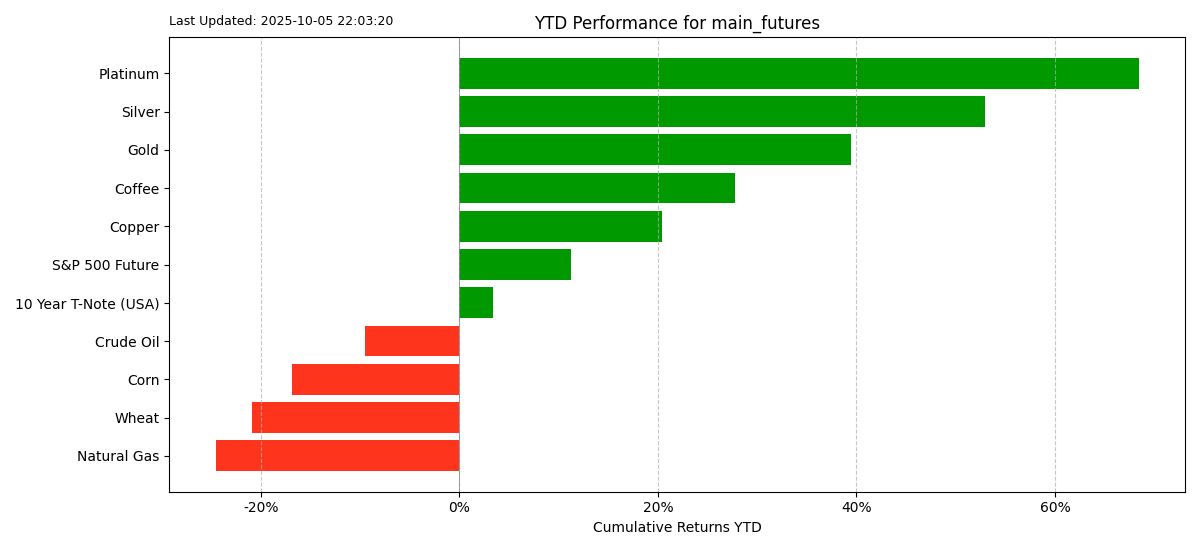 Last Updated: 2025-10-05 22:03:20
YTD Performance for main_futures
Platinum
Silver
Gold
Coffee
Copper
S&P 500 Future
10 Year T-Note (USA)
Crude Oil
Corn
Wheat
Natural Gas
-20% 0% 20% 40% 60%
Cumulative Returns YTD